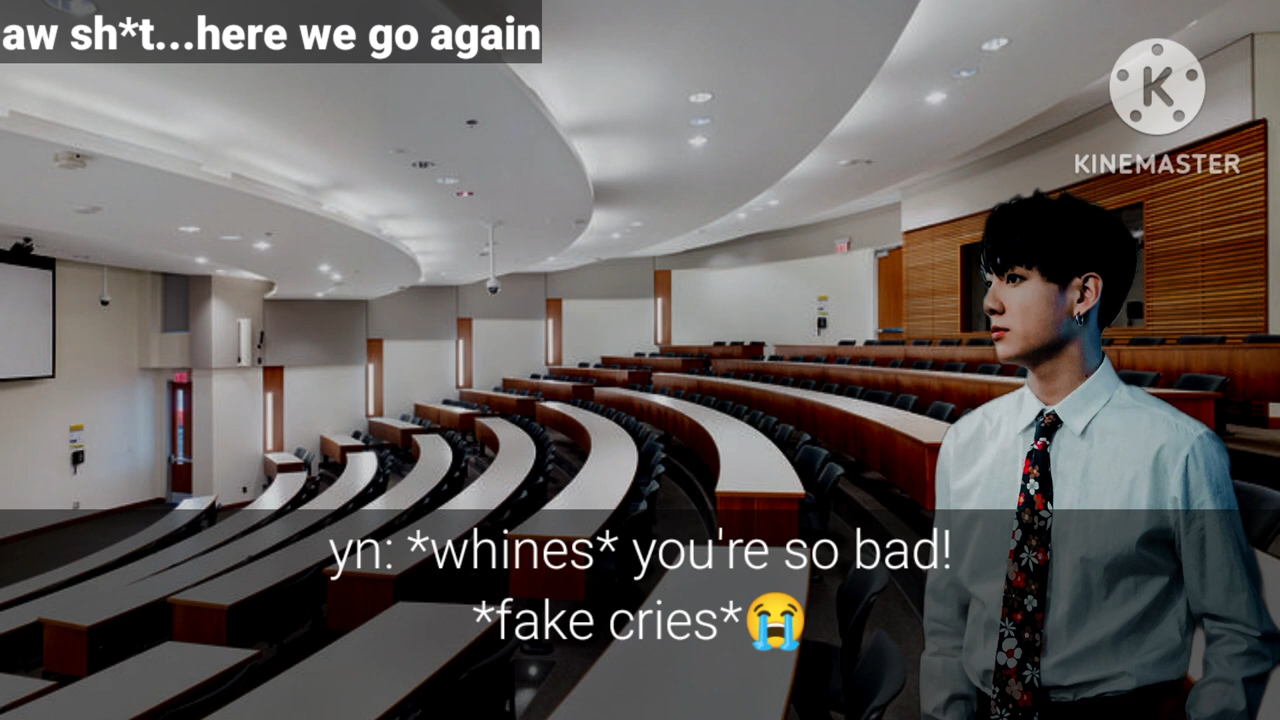 aw sh*t...here we go again
KINEMASTER
yn: *whines* you're so bad!
*fake cries*😭